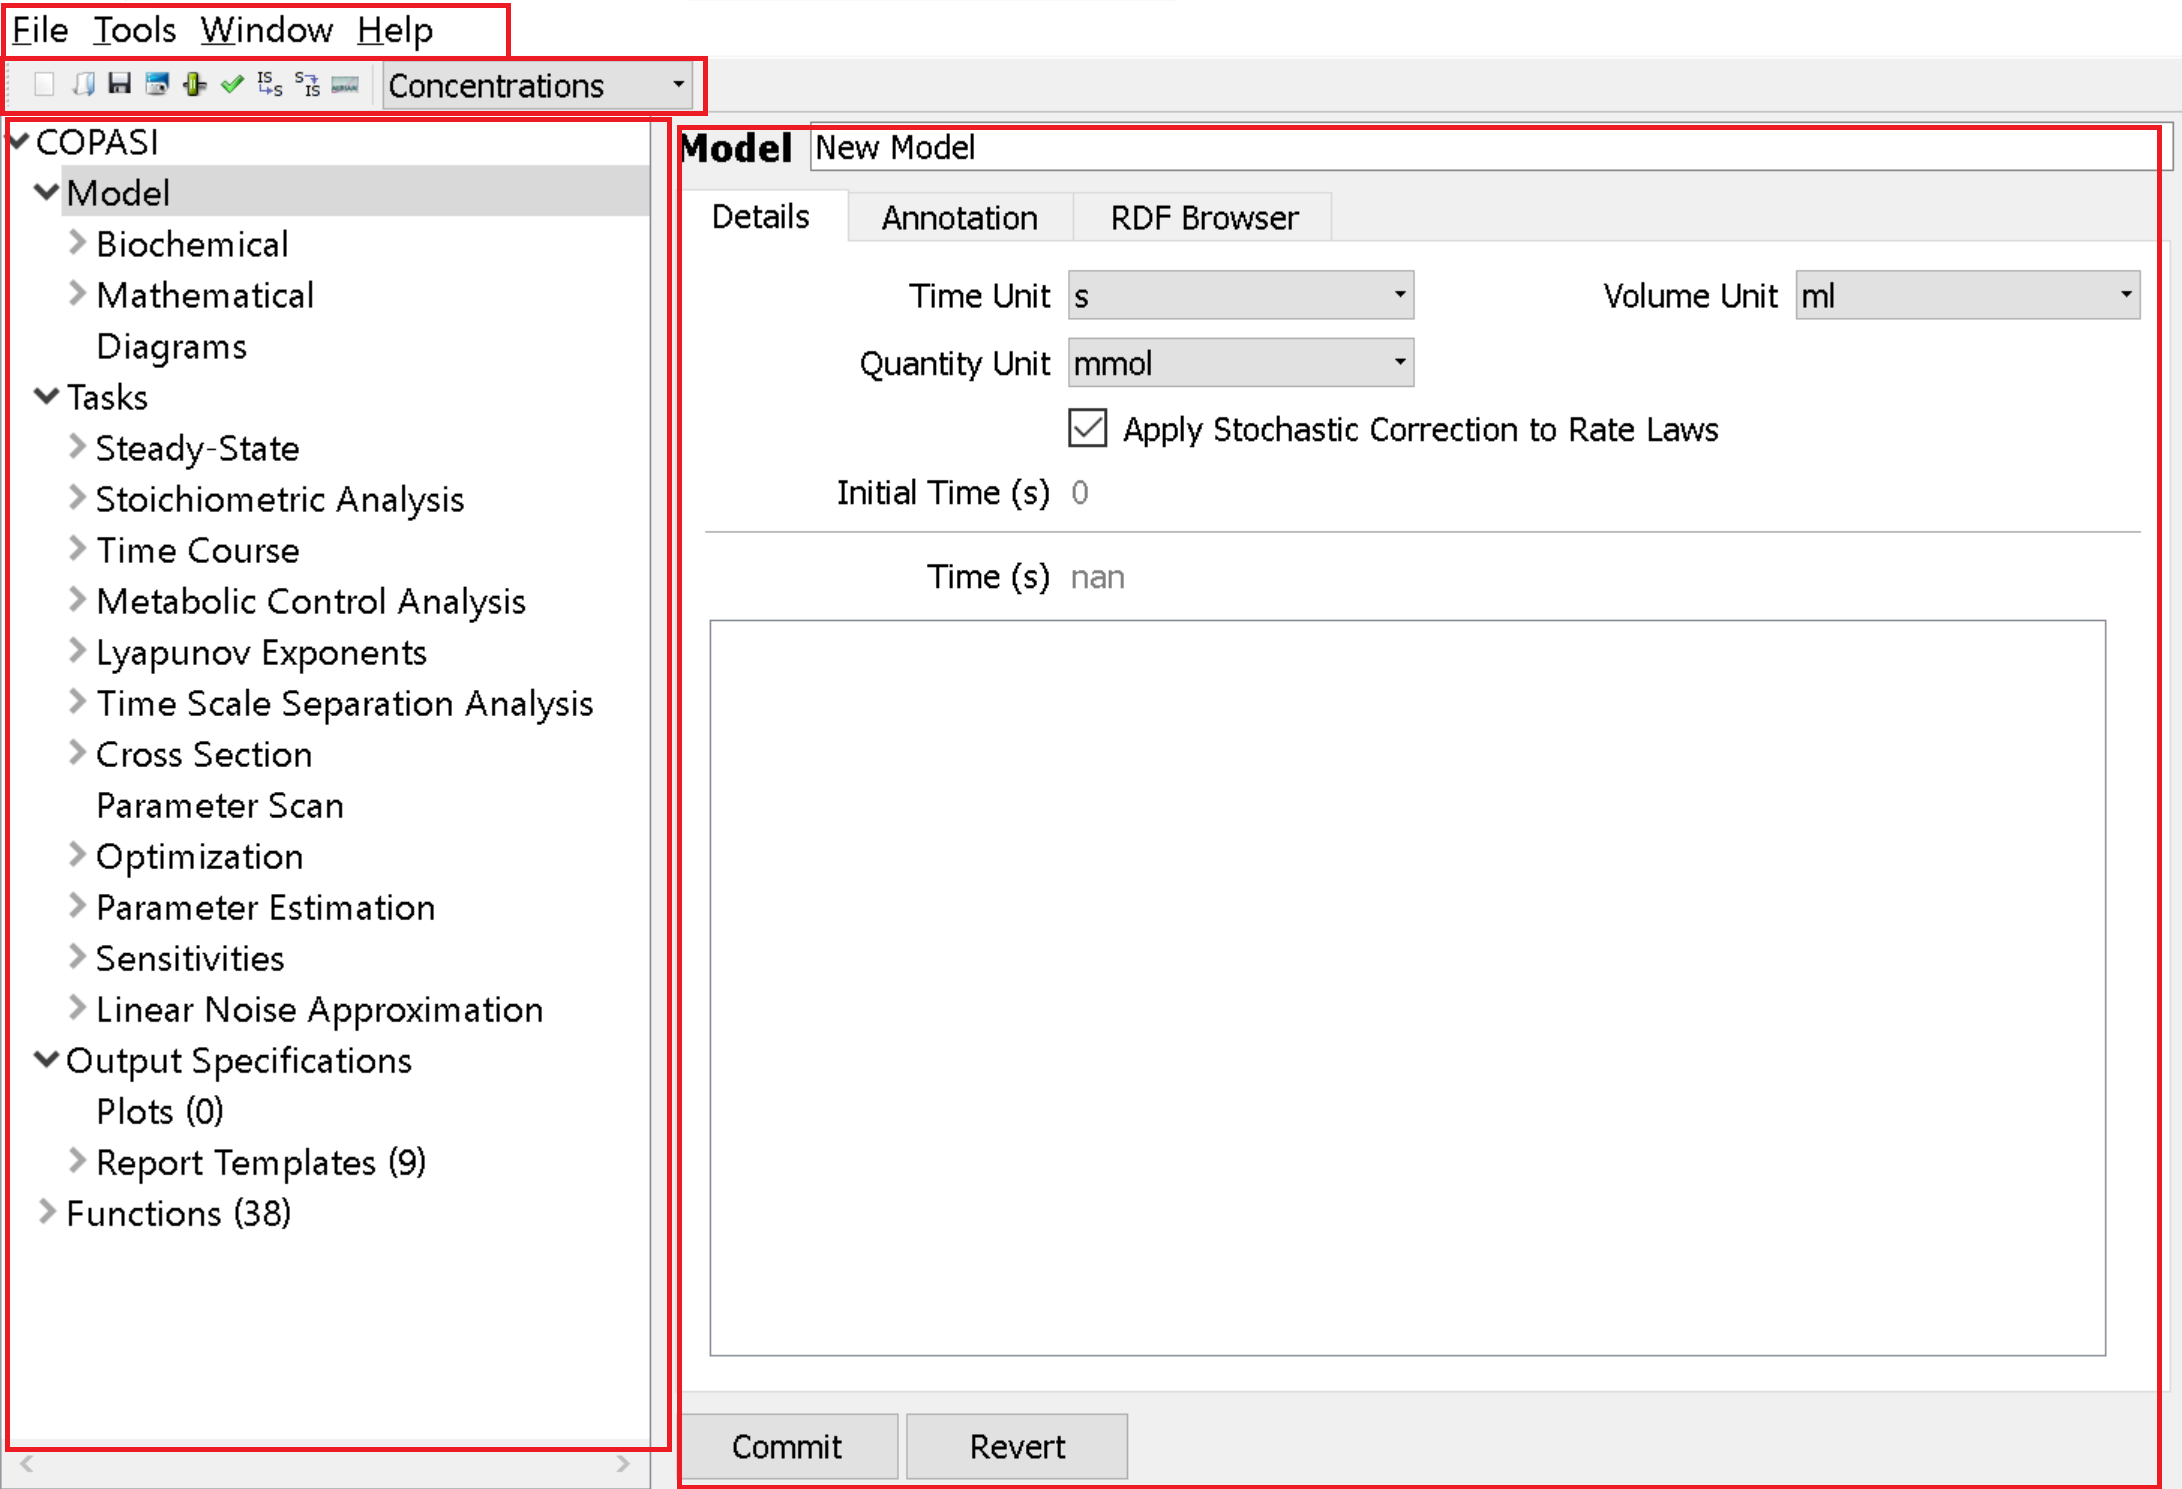 File Tools Window Help
IS S S IS Concentrations
COPASI
Model
Biochemical
Mathematical
Diagrams
Tasks
Steady-State
Stoichiometric Analysis
Time Course
Metabolic Control Analysis
Lyapunov Exponents
Time Scale Separation Analysis
Cross Section
Parameter Scan
Optimization
Parameter Estimation
Sensitivities
Linear Noise Approximation
Output Specifications
Plots (0)
Report Templates (9)
Functions (38)
Model New Model
Details Annotation RDF Browser
Time Unit s Volume Unit ml
Quantity Unit mmol
Apply Stochastic Correction to Rate Laws
Initial Time (s) 0
Time (s) nan
Commit Revert